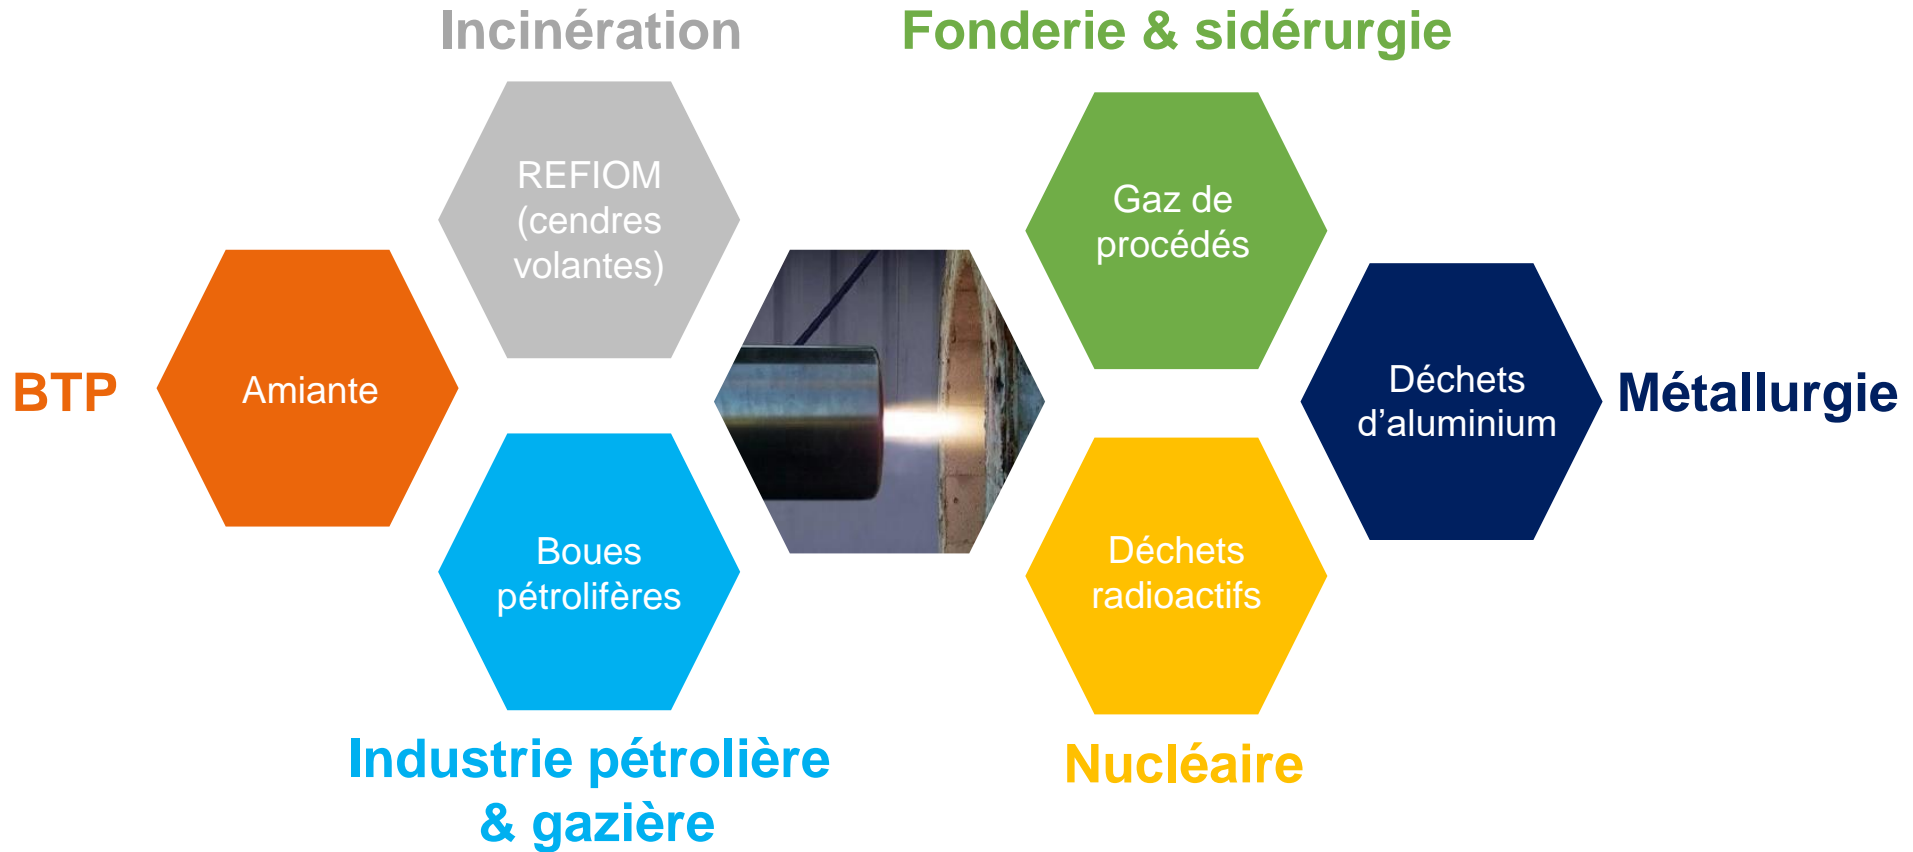 Incinération
Fonderie & sidérurgie
REFIOM
(cendres
volantes)
Gaz de
procédés
BTP
Amiante
Déchets
d’aluminium
Métallurgie
Boues
pétrolifères
Déchets
radioactifs
Industrie pétrolière
& gazière
Nucléaire